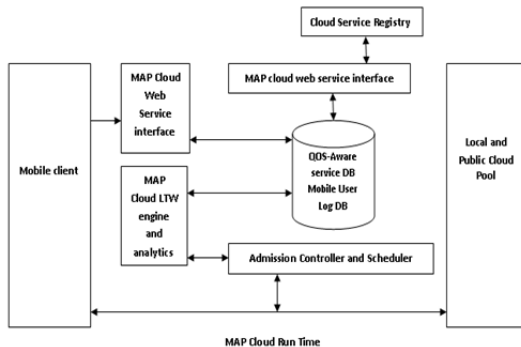 Cloud Service Registry
MAP Cloud
Web
Service
interface
MAP cloud web service interface
Mobile client
QOS-Aware
service DB
Mobile User
Log DB
Local and
Public Cloud
Pool
MAP
Cloud LTW
engine
and
analytics
Admission Controller and Scheduler
MAP Cloud Run Time